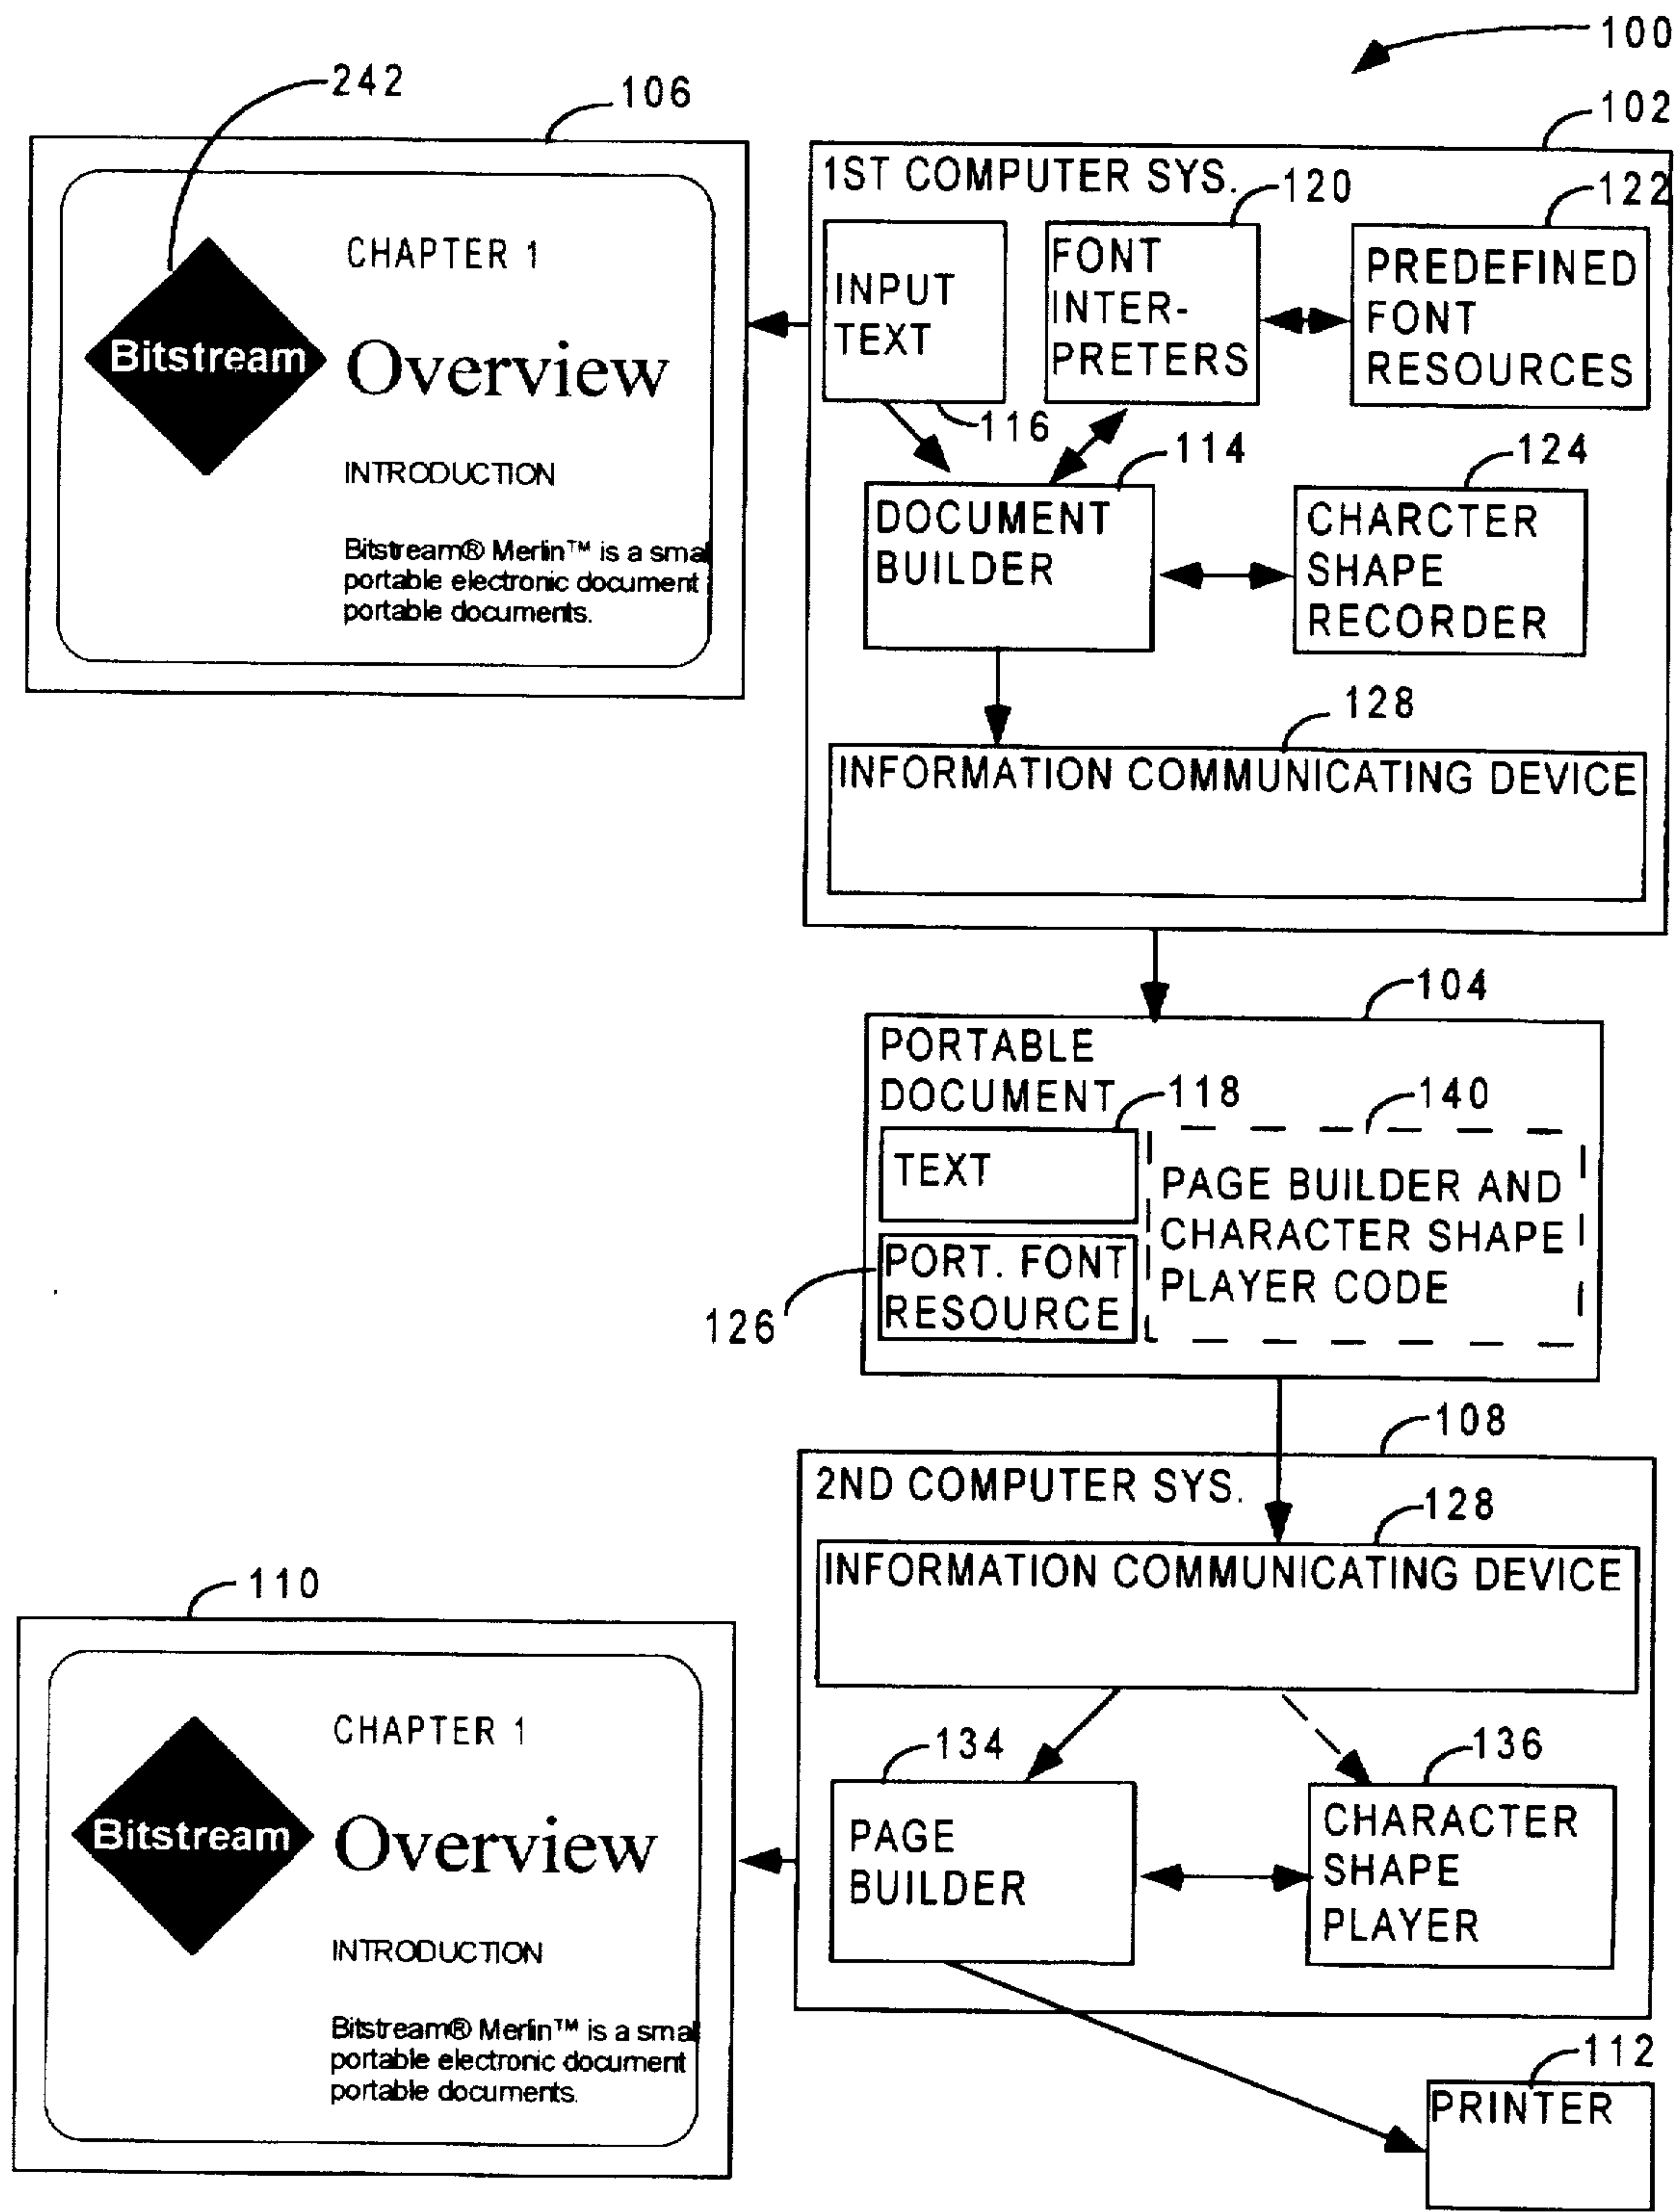 100
242
106
102
1ST COMPUTER SYS.
120
122
CHAPTER 1
Bitstream
Overview
INTRODUCTION
Bitstream® Merlin™ is a smal
portable electronic document
portable documents.
INPUT
TEXT
116
FONT
INTER-
PRETERS
PREDEFINED
FONT
RESOURCES
114
124
DOCUMENT
BUILDER
CHARCTER
SHAPE
RECORDER
128
INFORMATION COMMUNICATING DEVICE
104
PORTABLE
DOCUMENT
118
140
TEXT
PORT. FONT
RESOURCE
126
PAGE BUILDER AND
CHARACTER SHAPE
PLAYER CODE
108
2ND COMPUTER SYS.
128
INFORMATION COMMUNICATING DEVICE
110
CHAPTER 1
Bitstream
Overview
INTRODUCTION
Bitstream® Merlin™ is a smal
portable electronic document
portable documents.
134
136
PAGE
BUILDER
CHARACTER
SHAPE
PLAYER
112
PRINTER